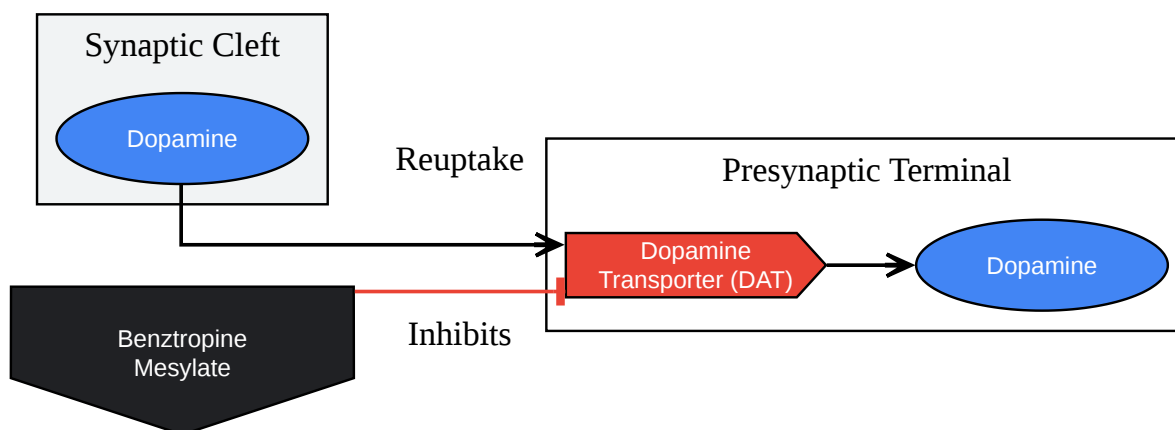 Synaptic Cleft
Dopamine
Reuptake
Presynaptic Terminal
Dopamine
Transporter (DAT)
Dopamine
Inhibits
Benztropine
Mesylate